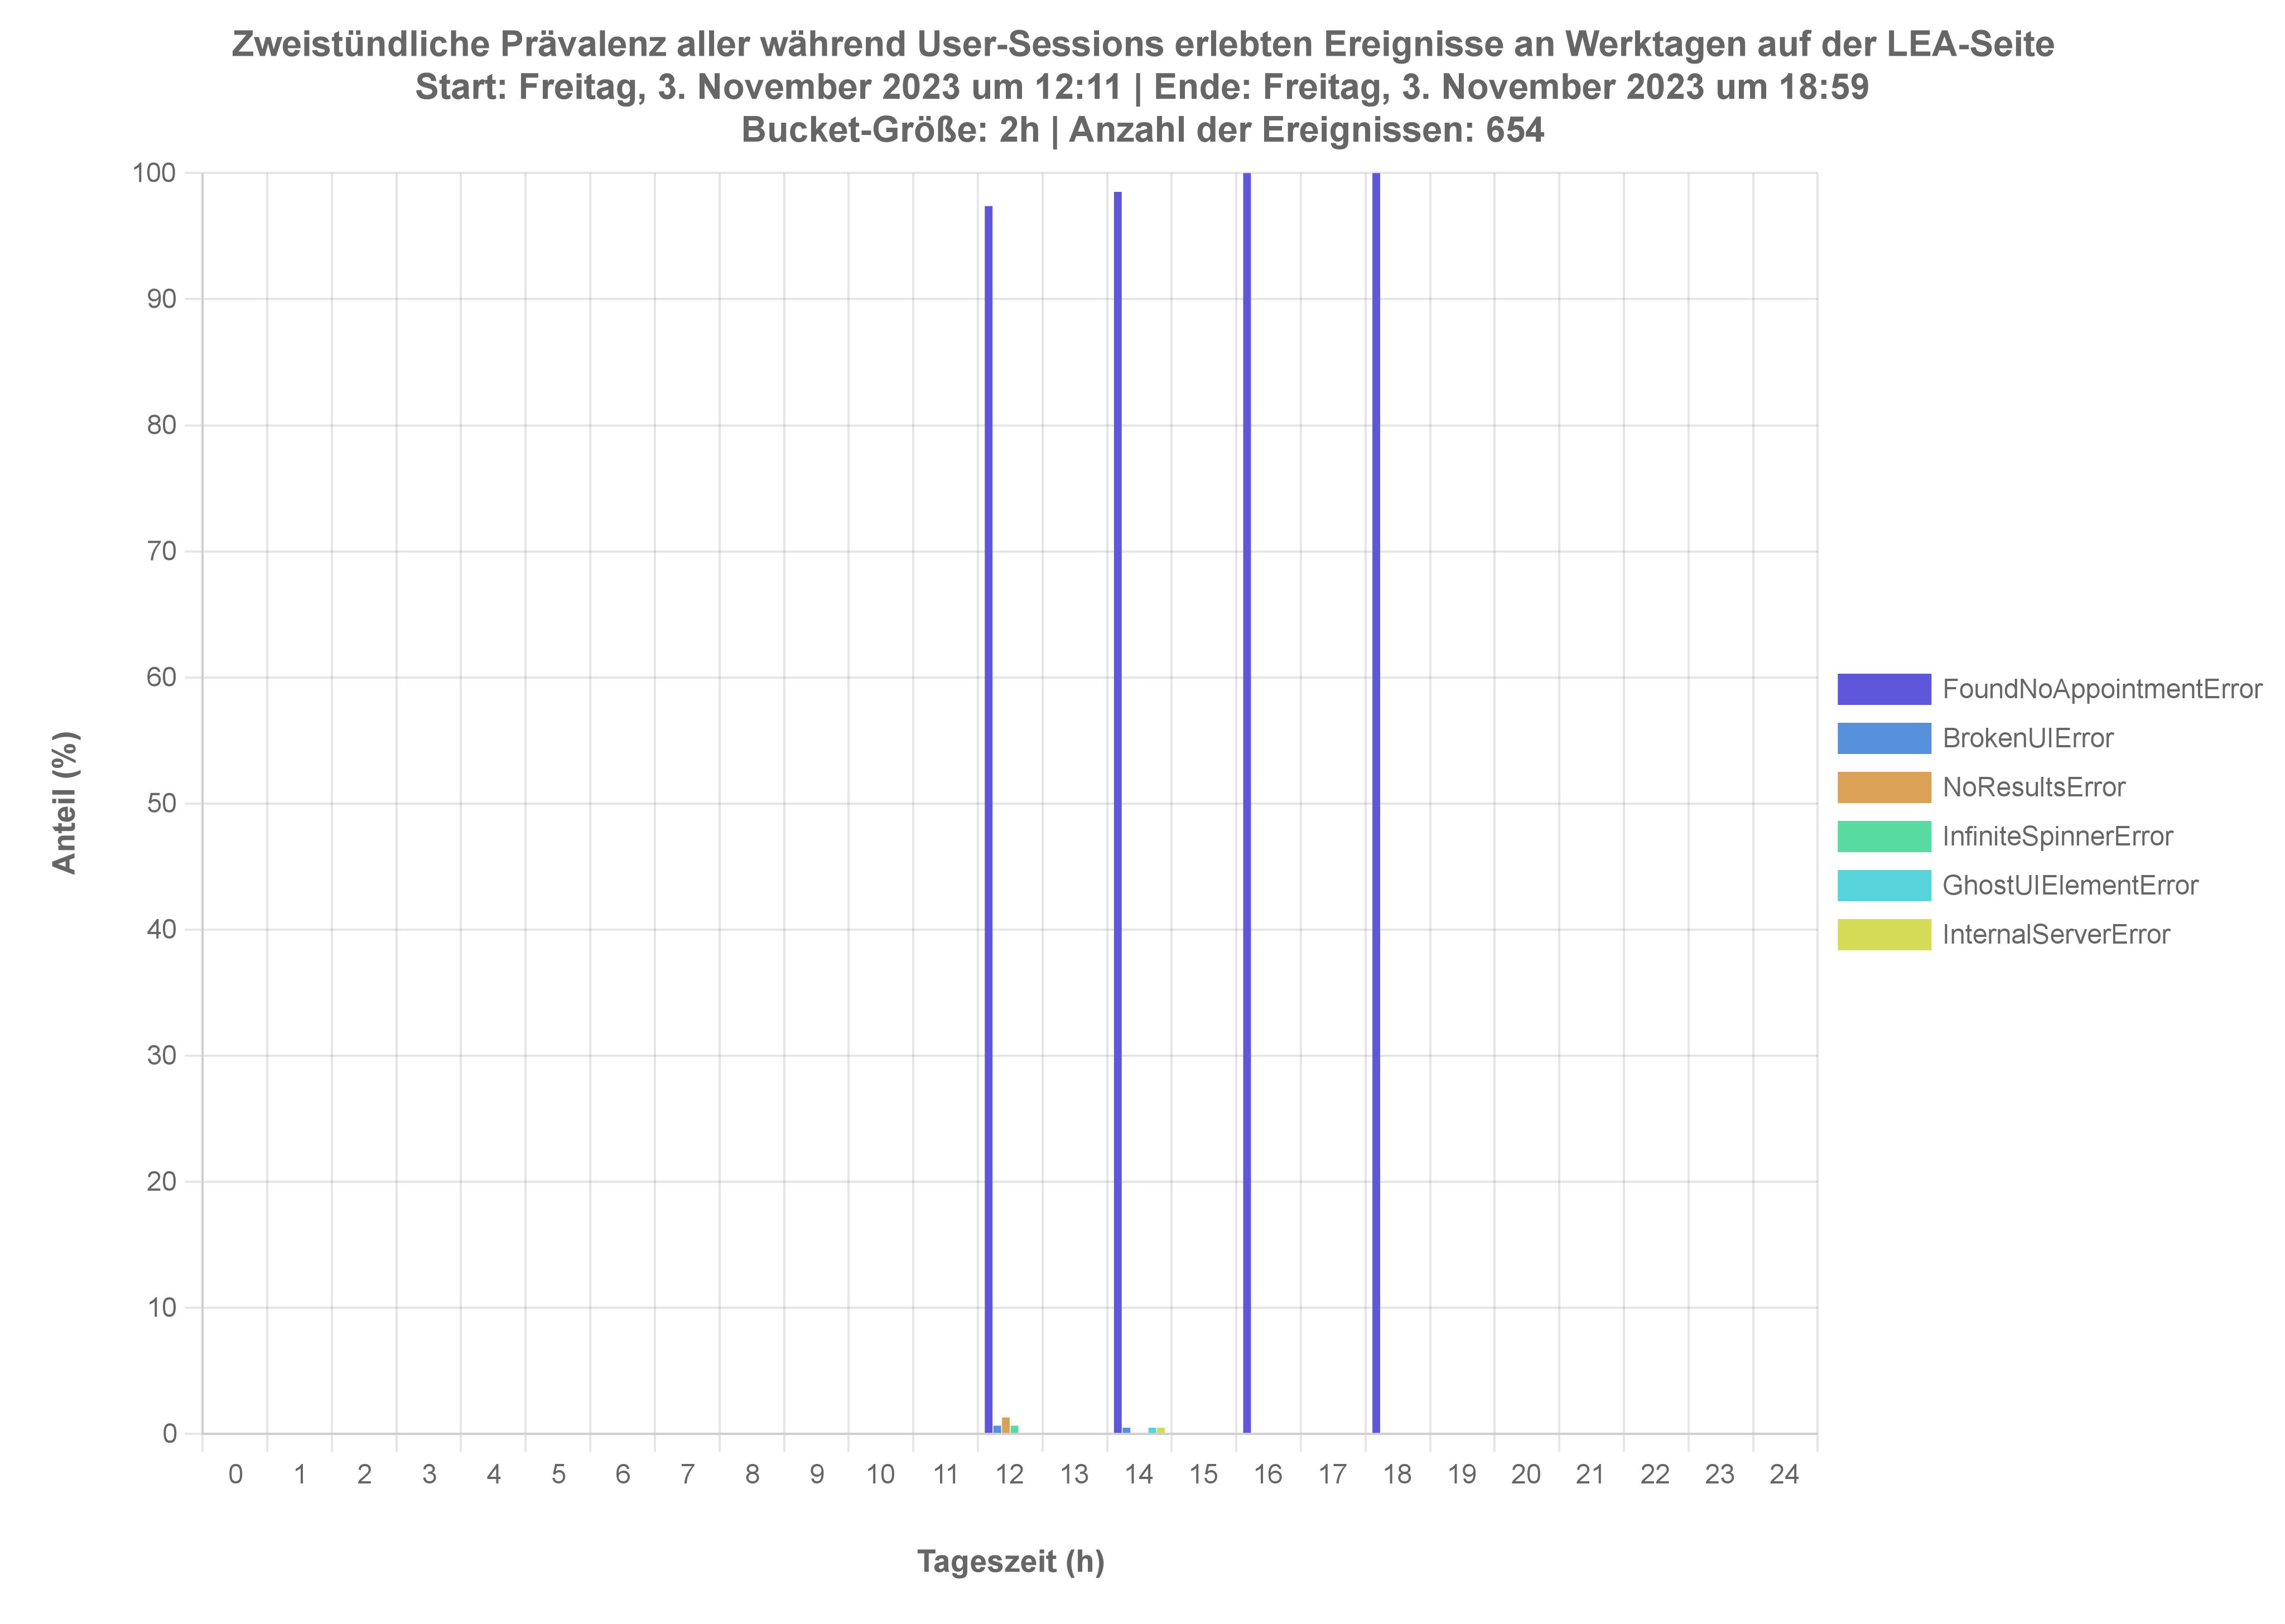 Zweistündliche Prävalenz aller während User-Sessions erlebten Ereignisse an Werktagen auf der LEA-Seite
Start: Freitag, 3. November 2023 um 12:11 | Ende: Freitag, 3. November 2023 um 18:59
Bucket-Größe: 2h | Anzahl der Ereignissen: 654
100
90
80
70
60
50
40
30
20
10
0
Anteil (%)
0 1 2 3 4 5 6 7 8 9 10 11 12 13 14 15 16 17 18 19 20 21 22 23 24
Tageszeit (h)
FoundNoAppointmentError
BrokenUIError
NoResultsError
InfiniteSpinnerError
GhostUIElementError
InternalServerError